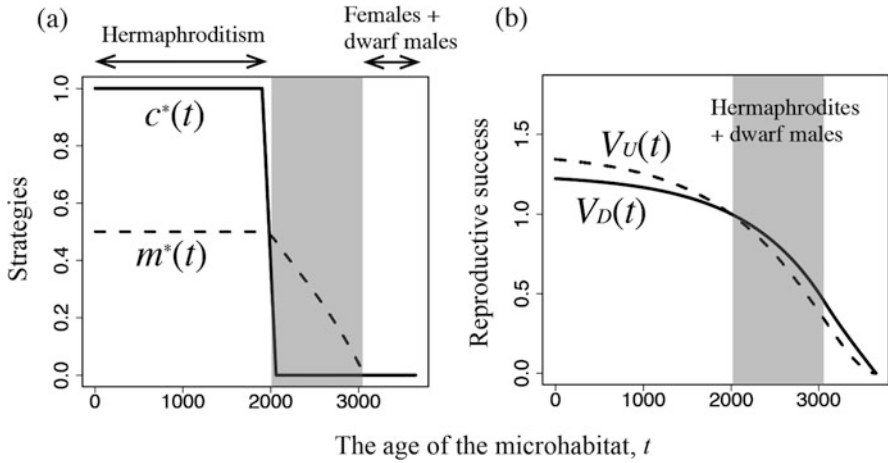 (a)
Hermaphroditism
Females +
dwarf males
Strategies
1.0
0.8
0.6
0.4
0.2
0.0
c*(t)
m*(t)
0 1000 2000 3000
(b)
Reproductive success
1.5
1.0
0.5
0.0
Hermaphrodites
+ dwarf males
V_U(t)
V_D(t)
0 1000 2000 3000
The age of the microhabitat, t